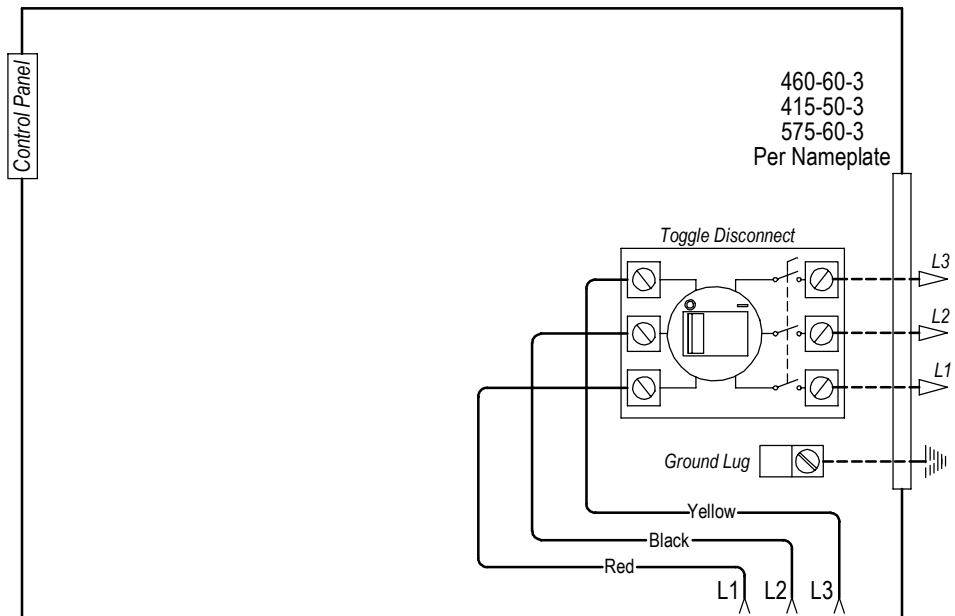 Control Panel
460-60-3
415-50-3
575-60-3
Per Nameplate
Toggle Disconnect
L3
L2
L1
Ground Lug
Yellow
Black
Red
L1 L2 L3